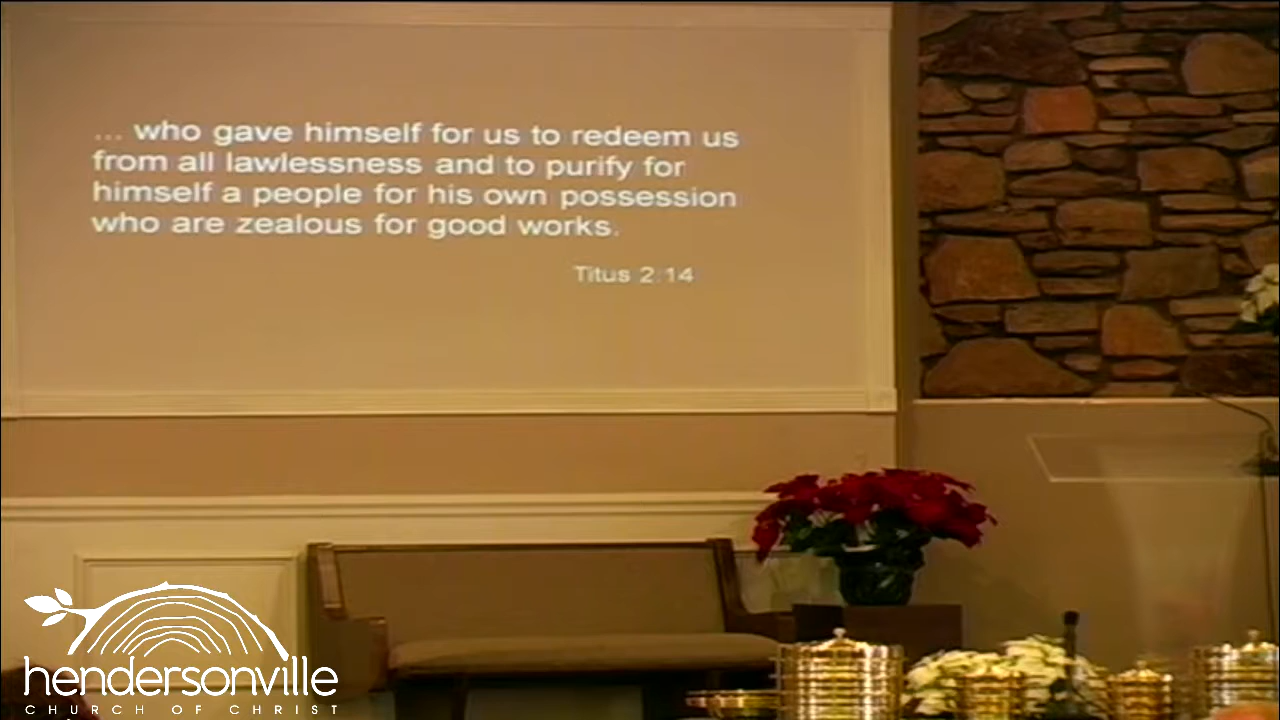 ... who gave himself for us to redeem us
from all lawlessness and to purify for
himself a people for his own possession
who are zealous for good works.
Titus 2:14
hendersonville
CHURCH OF CHRIST